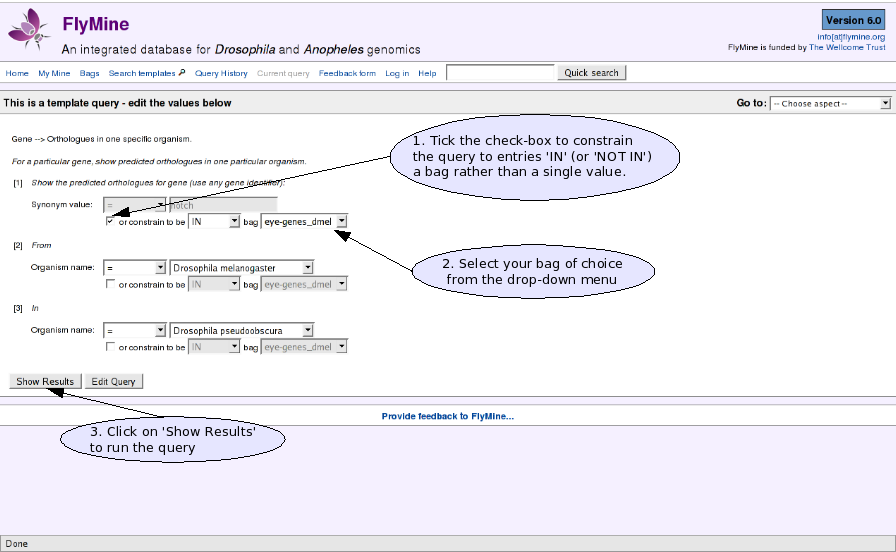 FlyMine
Version 6.0
An integrated database for Drosophila and Anopheles genomics
info[at]flymine.org
FlyMine is funded by The Wellcome Trust
Home My Mine Bags Search templates Query History Current query Feedback form Log in Help Quick search
This is a template query - edit the values below Go to: -- Choose aspect --
Gene --> Orthologues in one specific organism.
For a particular gene, show predicted orthologues in one particular organism.
1. Tick the check-box to constrain
the query to entries 'IN' (or 'NOT IN')
a bag rather than a single value.
[1] Show the predicted orthologues for gene (use any gene identifier):
Synonym value: = notch
or constrain to be IN bag eye-genes_dmel
[2] From
2. Select your bag of choice
from the drop-down menu
Organism name: = Drosophila melanogaster
or constrain to be IN bag eye-genes_dmel
[3] In
Organism name: = Drosophila pseudoobscura
or constrain to be IN bag eye-genes_dmel
Show Results Edit Query
Provide feedback to FlyMine...
3. Click on 'Show Results'
to run the query
Done